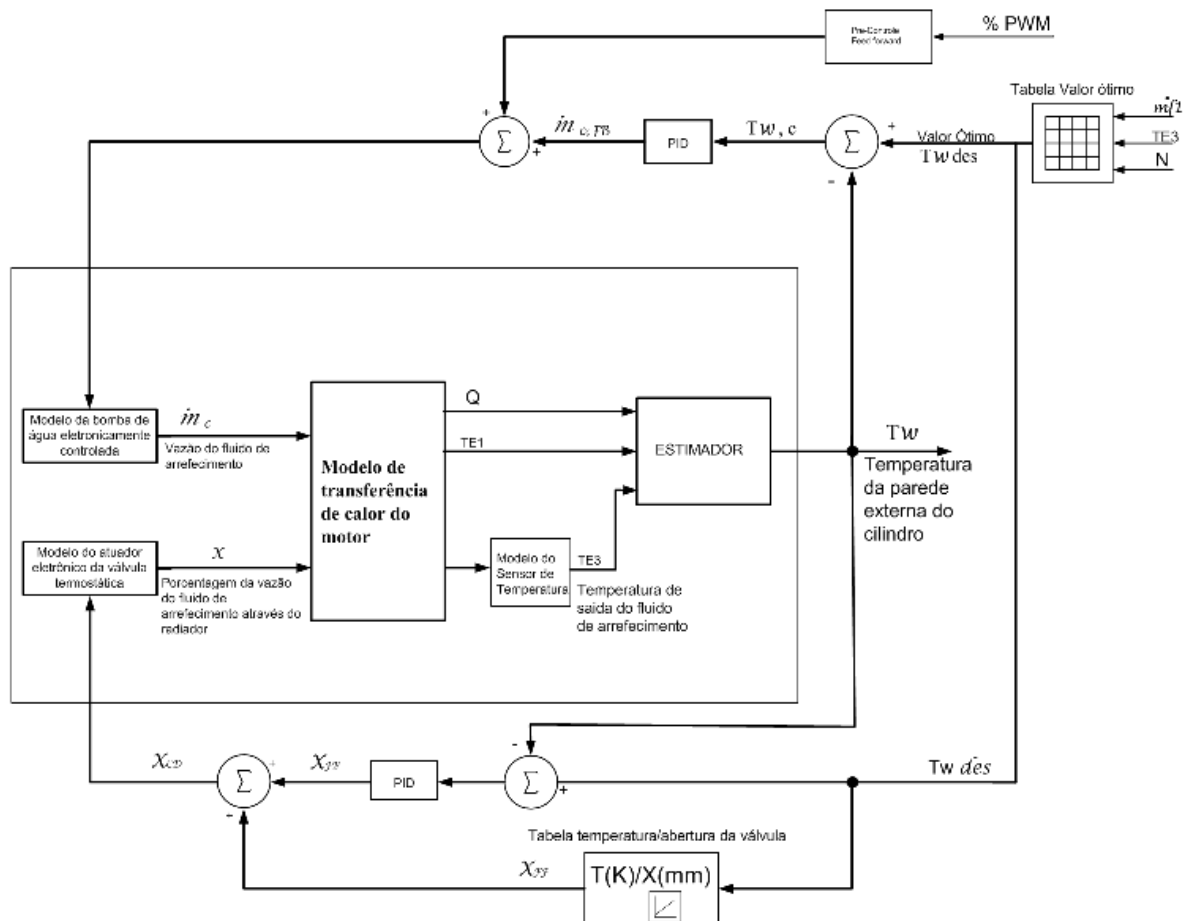 % PWM
Pre-Controle
Feed forward
Tabela Valor ótimo
TE3
N
Valor Ótimo
Tw des
Tw, c
PID
ṁ c, FB
+
Σ
+
+
Σ
-
Modelo da bomba de
água eletronicamente
controlada
ṁ c
Vazão do fluido de
arrefecimento
Modelo do atuador
eletrônico da válvula
termostática
x
Porcentagem da vazão
do fluido de
arrefecimento através do
radiador
Modelo de
transferência
de calor do
motor
Q
TE1
ESTIMADOR
Modelo do
Sensor de
Temperatura
TE3
Temperatura de
saída do fluido
de arrefecimento
Tw
Temperatura
da parede
externa do
cilindro
Σ
+
-
PID
Σ
-
+
Tw des
Tabela temperatura/abertura da válvula
T(K)/X(mm)